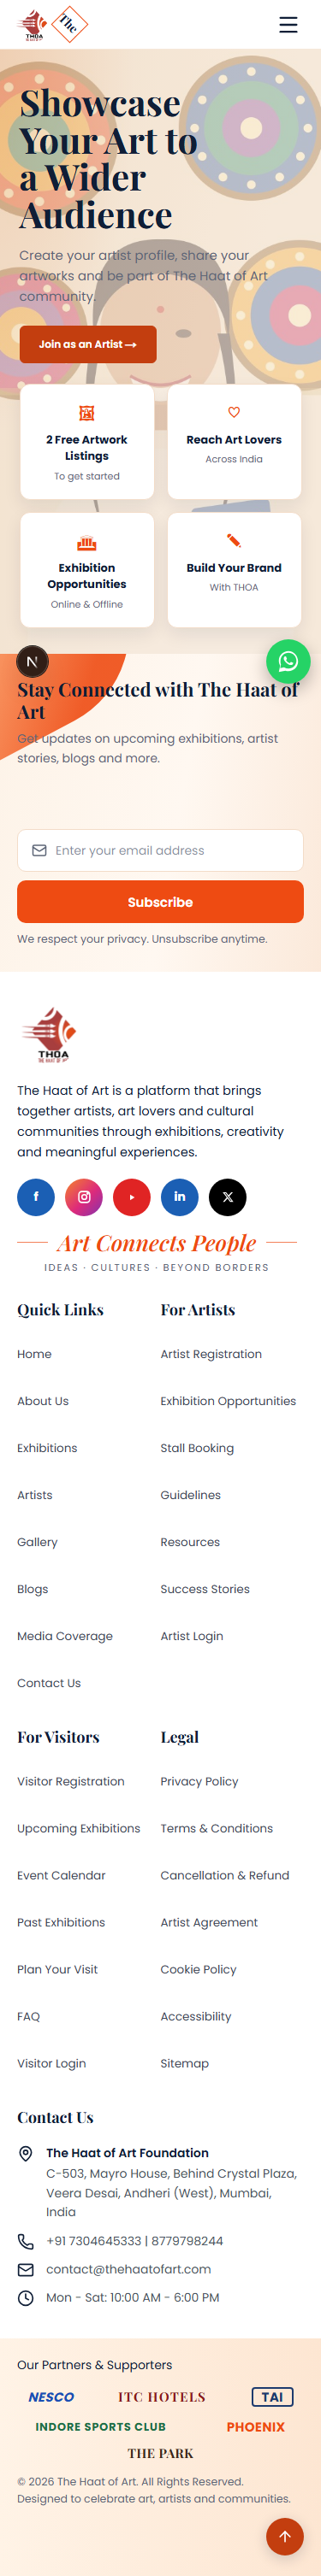 THOA
The
Showcase
Your Art to
a Wider
Audience
Create your artist profile, share your
artworks and be part of The Haat of Art
community.
Join as an Artist →
2 Free Artwork
Listings
To get started
Reach Art Lovers
Across India
Exhibition
Opportunities
Online & Offline
Build Your Brand
With THOA
N
Stay Connected with The Haat of
Art
Get updates on upcoming exhibitions, artist
stories, blogs and more.
Enter your email address
Subscribe
We respect your privacy. Unsubscribe anytime.
THOA
THE HAAT OF ART
The Haat of Art is a platform that brings
together artists, art lovers and cultural
communities through exhibitions, creativity
and meaningful experiences.
Art Connects People
IDEAS · CULTURES · BEYOND BORDERS
Quick Links
Home
About Us
Exhibitions
Artists
Gallery
Blogs
Media Coverage
Contact Us
For Artists
Artist Registration
Exhibition Opportunities
Stall Booking
Guidelines
Resources
Success Stories
Artist Login
For Visitors
Visitor Registration
Upcoming Exhibitions
Event Calendar
Past Exhibitions
Plan Your Visit
FAQ
Visitor Login
Legal
Privacy Policy
Terms & Conditions
Cancellation & Refund
Artist Agreement
Cookie Policy
Accessibility
Sitemap
Contact Us
The Haat of Art Foundation
C-503, Mayro House, Behind Crystal Plaza,
Veera Desai, Andheri (West), Mumbai,
India
+91 7304645333 | 8779798244
contact@thehaatofart.com
Mon - Sat: 10:00 AM - 6:00 PM
Our Partners & Supporters
NESCO
ITC HOTELS
TAI
INDORE SPORTS CLUB
PHOENIX
THE PARK
© 2026 The Haat of Art. All Rights Reserved.
Designed to celebrate art, artists and communities.